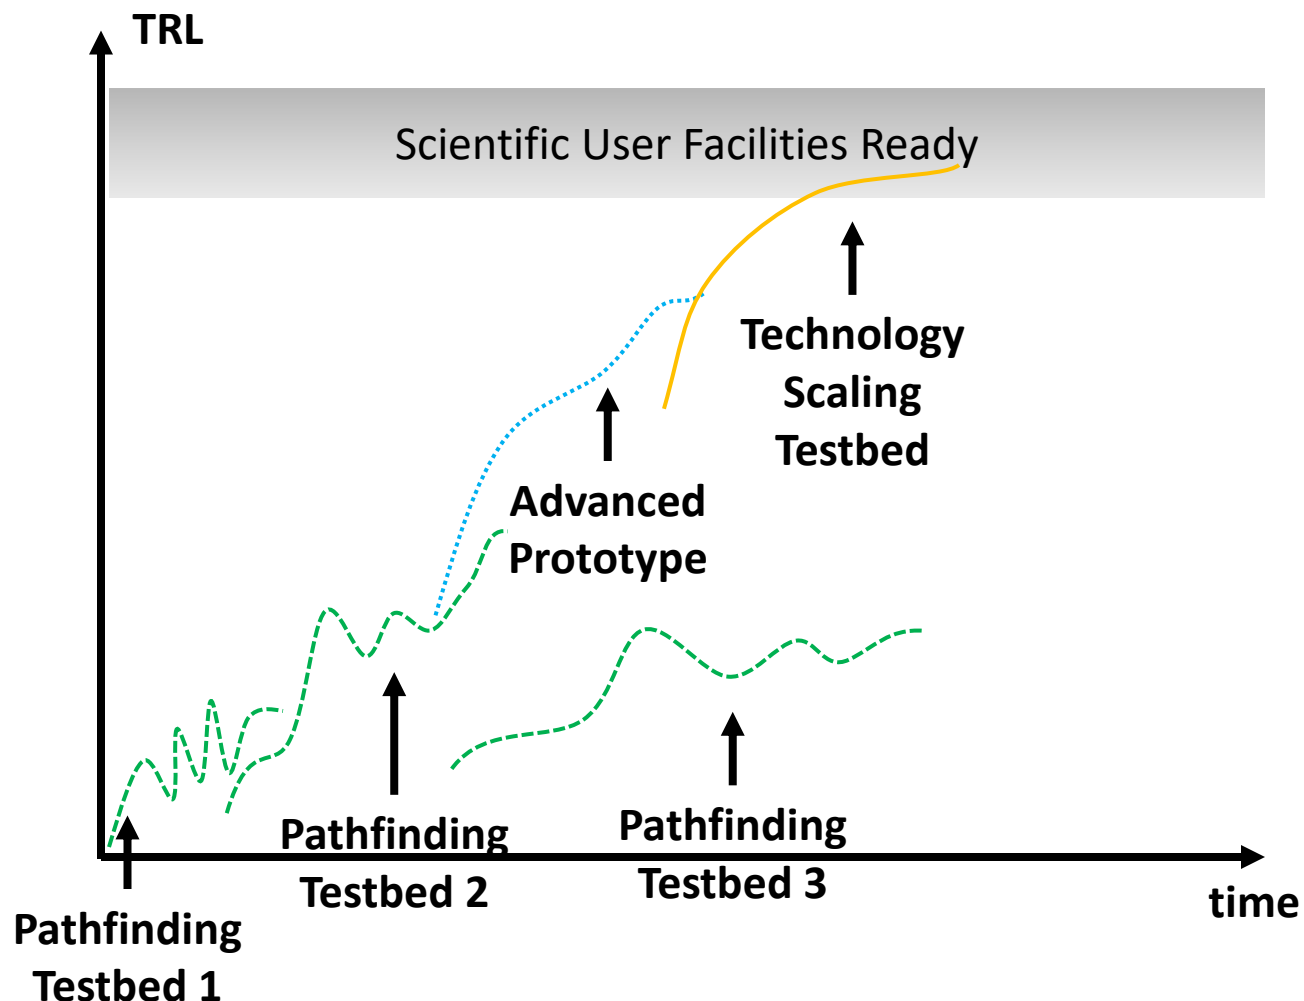 TRL
Scientific User Facilities Ready
Technology
Scaling
Testbed
Advanced
Prototype
Pathfinding
Testbed 2
Pathfinding
Testbed 3
time
Pathfinding
Testbed 1